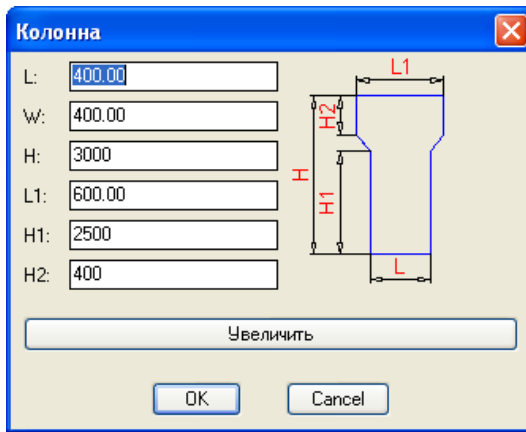 Колонна
L: 400.00
W: 400.00
H: 3000
L1: 600.00
H1: 2500
H2: 400
L1
H2
H
H1
L
Увеличить
OK Cancel